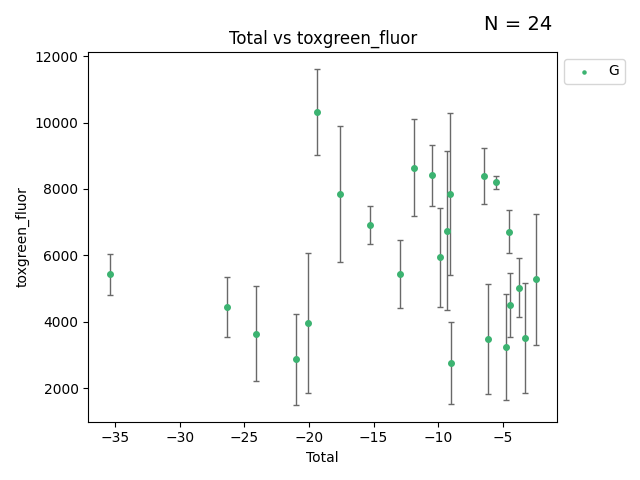 N = 24
Total vs toxgreen_fluor
G
12000
10000
8000
6000
4000
2000
toxgreen_fluor
−35 −30 −25 −20 −15 −10 −5
Total